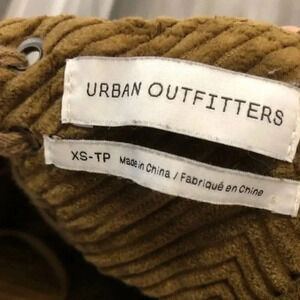 URBAN OUTFITTERS
XS-TP Made in China / Fabriqué en Chine